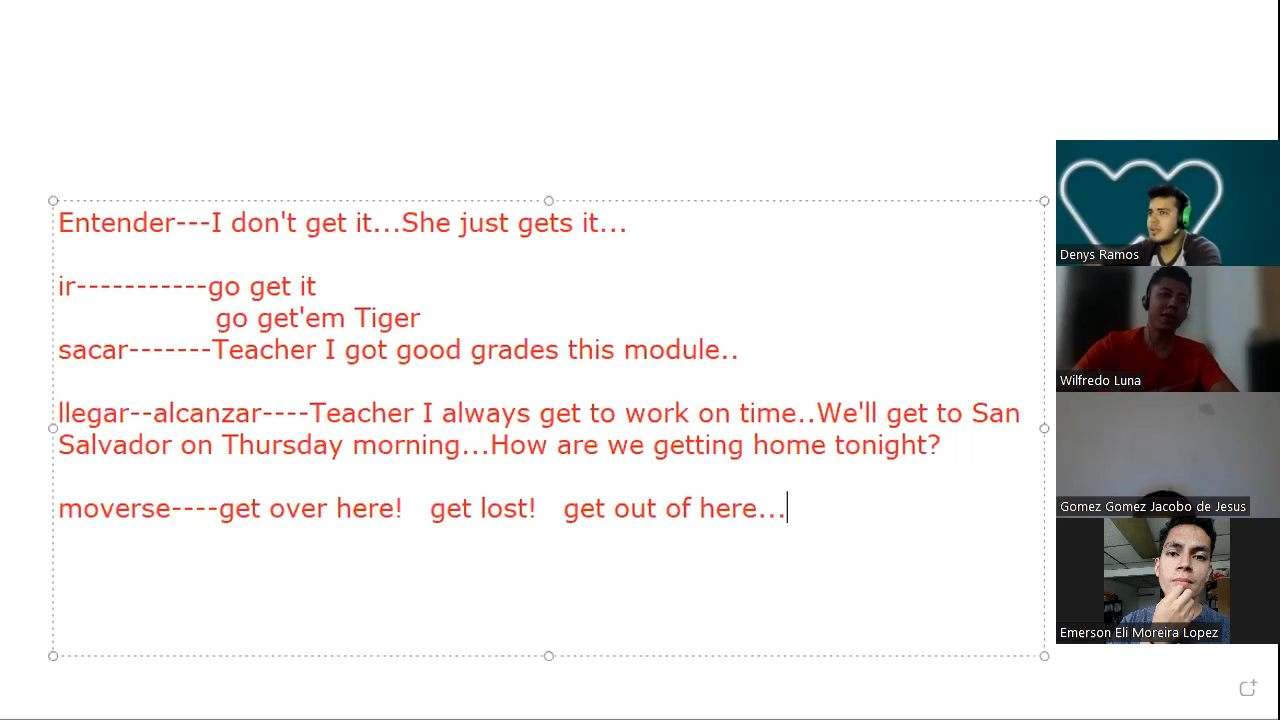 Entender---I don't get it...She just gets it...
ir-----------go get it
go get'em Tiger
sacar-------Teacher I got good grades this module..
llegar--alcanzar----Teacher I always get to work on time..We'll get to San
Salvador on Thursday morning...How are we getting home tonight?
moverse----get over here!   get lost!   get out of here...
Denys Ramos
Wilfredo Luna
Gomez Gomez Jacobo de Jesus
Emerson Eli Moreira Lopez